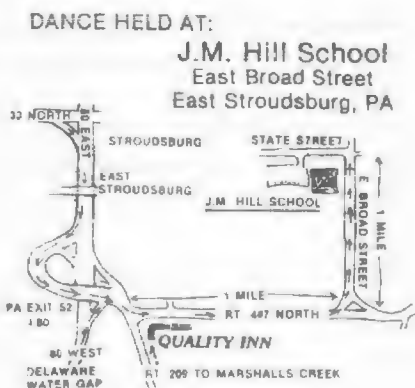 DANCE HELD AT:
J.M. Hill School
East Broad Street
East Stroudsburg, PA
33 NORTH
80 EAST
STROUDSBURG
STATE STREET
EAST
STROUDSBURG
J.M. HILL SCHOOL
E. BROAD STREET
1 MILE
1 MILE
PA EXIT 52
I 80
RT 447 NORTH
QUALITY INN
80 WEST
DELAWARE
WATER GAP
RT 209 TO MARSHALLS CREEK